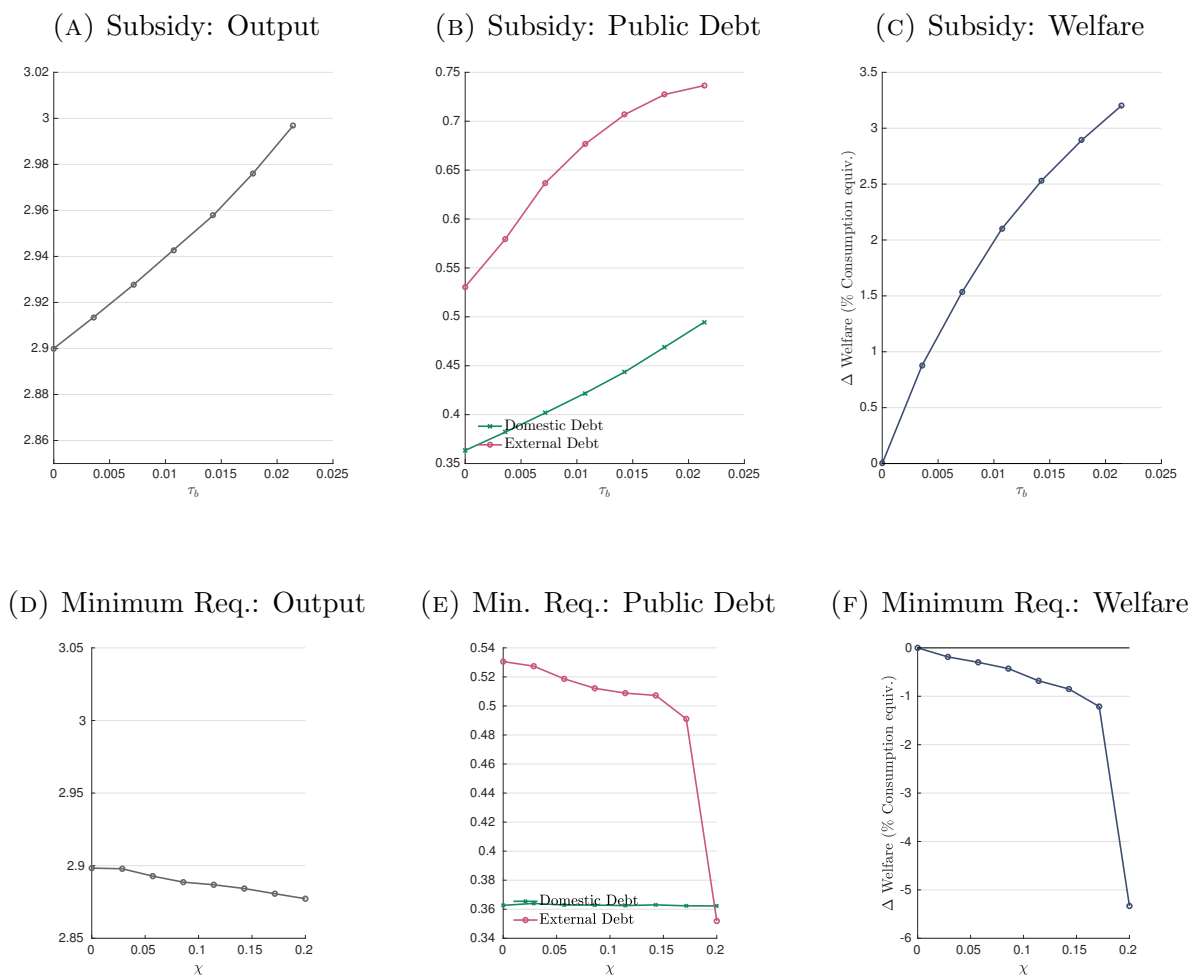 (A) Subsidy: Output
(B) Subsidy: Public Debt
(C) Subsidy: Welfare
3.02
3
2.98
2.96
2.94
2.92
2.9
2.88
2.86
0 0.005 0.01 0.015 0.02 0.025
τb
0.75
0.7
0.65
0.6
0.55
0.5
0.45
0.4
0.35
Domestic Debt
External Debt
0 0.005 0.01 0.015 0.02 0.025
τb
Δ Welfare (% Consumption equiv.)
3.5
3
2.5
2
1.5
1
0.5
0
0 0.005 0.01 0.015 0.02 0.025
τb
(D) Minimum Req.: Output
(E) Min. Req.: Public Debt
(F) Minimum Req.: Welfare
3.05
3
2.95
2.9
2.85
0 0.05 0.1 0.15 0.2
χ
0.54
0.52
0.5
0.48
0.46
0.44
0.42
0.4
0.38
0.36
0.34
Domestic Debt
External Debt
0 0.05 0.1 0.15 0.2
χ
Δ Welfare (% Consumption equiv.)
0
-1
-2
-3
-4
-5
-6
0 0.05 0.1 0.15 0.2
χ